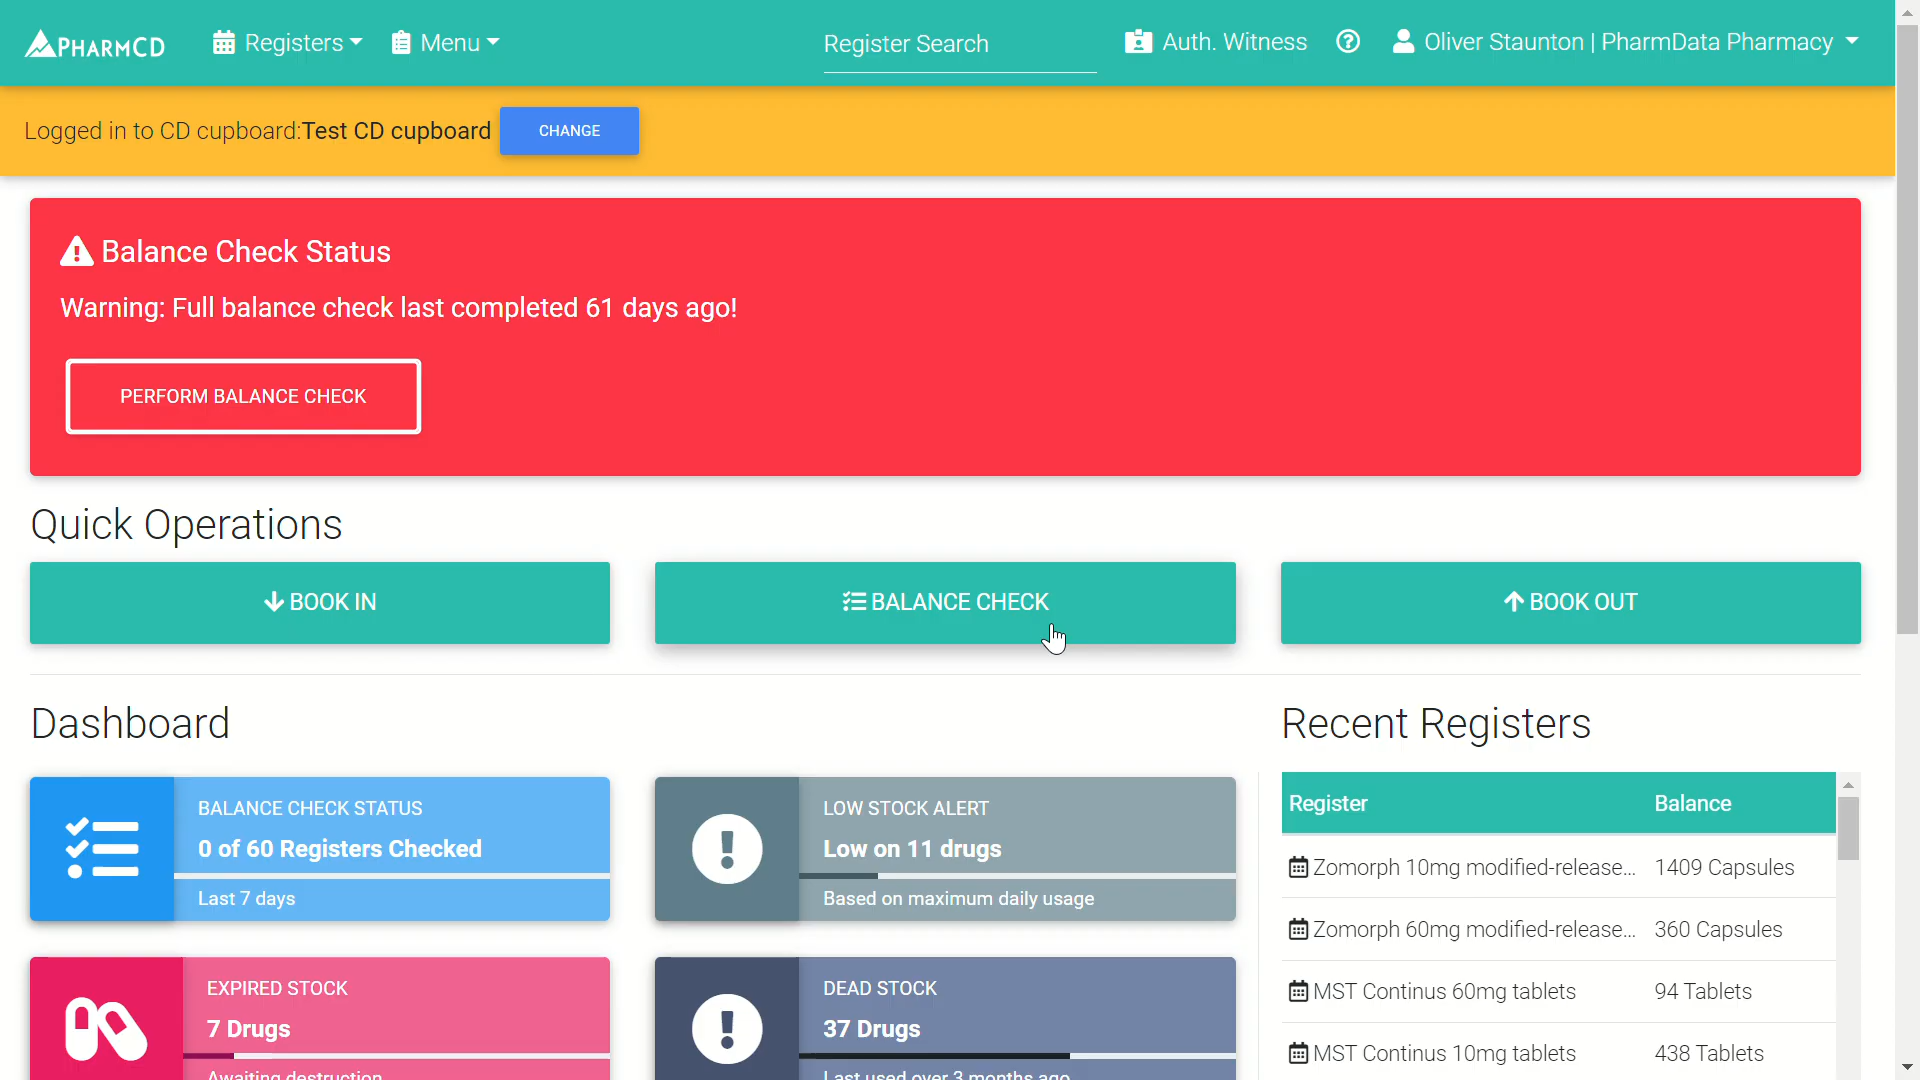 PHARMCD
Registers
Menu
Register Search
Auth. Witness
Oliver Staunton | PharmData Pharmacy
Logged in to CD cupboard:Test CD cupboard
CHANGE
Balance Check Status
Warning: Full balance check last completed 61 days ago!
PERFORM BALANCE CHECK
Quick Operations
BOOK IN
BALANCE CHECK
BOOK OUT
Dashboard
BALANCE CHECK STATUS
0 of 60 Registers Checked
Last 7 days
LOW STOCK ALERT
Low on 11 drugs
Based on maximum daily usage
EXPIRED STOCK
7 Drugs
Awaiting destruction
DEAD STOCK
37 Drugs
Last used over 3 months ago
Recent Registers
Register Balance
Zomorph 10mg modified-release... 1409 Capsules
Zomorph 60mg modified-release... 360 Capsules
MST Continus 60mg tablets 94 Tablets
MST Continus 10mg tablets 438 Tablets